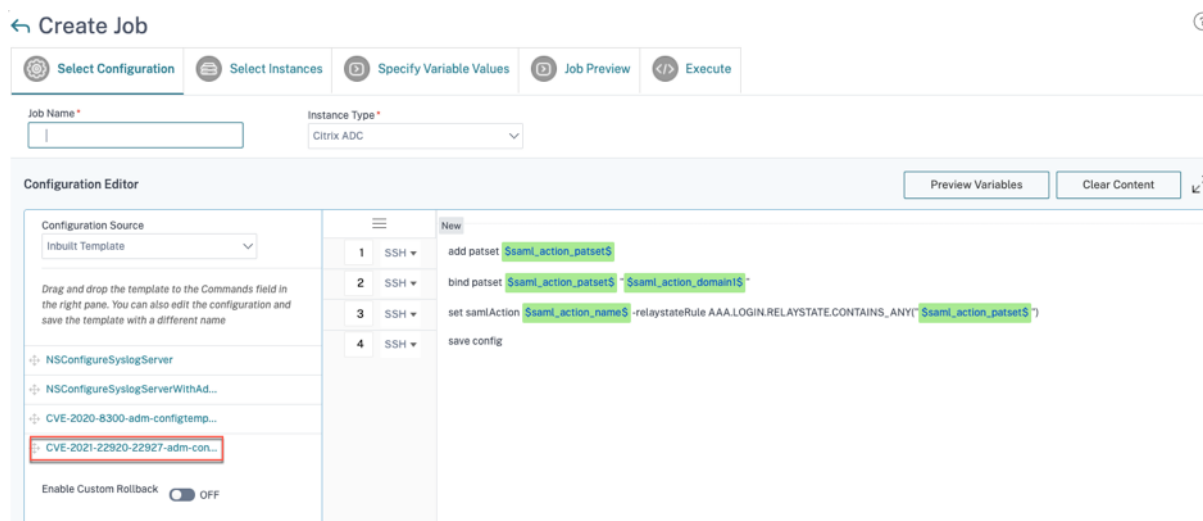 Create Job
Select Configuration
Select Instances
Specify Variable Values
Job Preview
</> Execute
Job Name*
Instance Type*
Citrix ADC
Configuration Editor
Preview Variables
Clear Content
Configuration Source
Inbuilt Template
Drag and drop the template to the Commands field in
the right pane. You can also edit the configuration and
save the template with a different name
NSConfigureSyslogServer
NSConfigureSyslogServerWithAd...
CVE-2020-8300-adm-configtemp...
CVE-2021-22920-22927-adm-con...
Enable Custom Rollback
OFF
New
1 SSH add patset $saml_action_patset$
2 SSH bind patset $saml_action_patset$ "$saml_action_domain1$"
3 SSH set samlAction $saml_action_name$ -relaystateRule AAA.LOGIN.RELAYSTATE.CONTAINS_ANY("$saml_action_patset$")
4 SSH save config